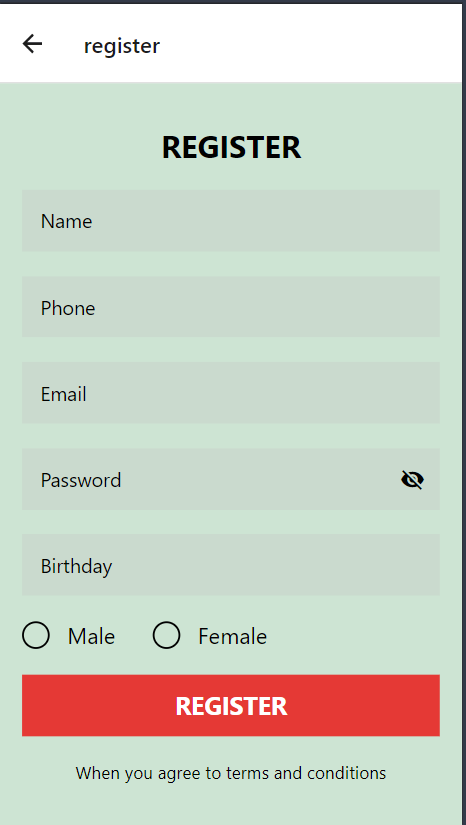 register
REGISTER
Name
Phone
Email
Password
Birthday
Male Female
REGISTER
When you agree to terms and conditions